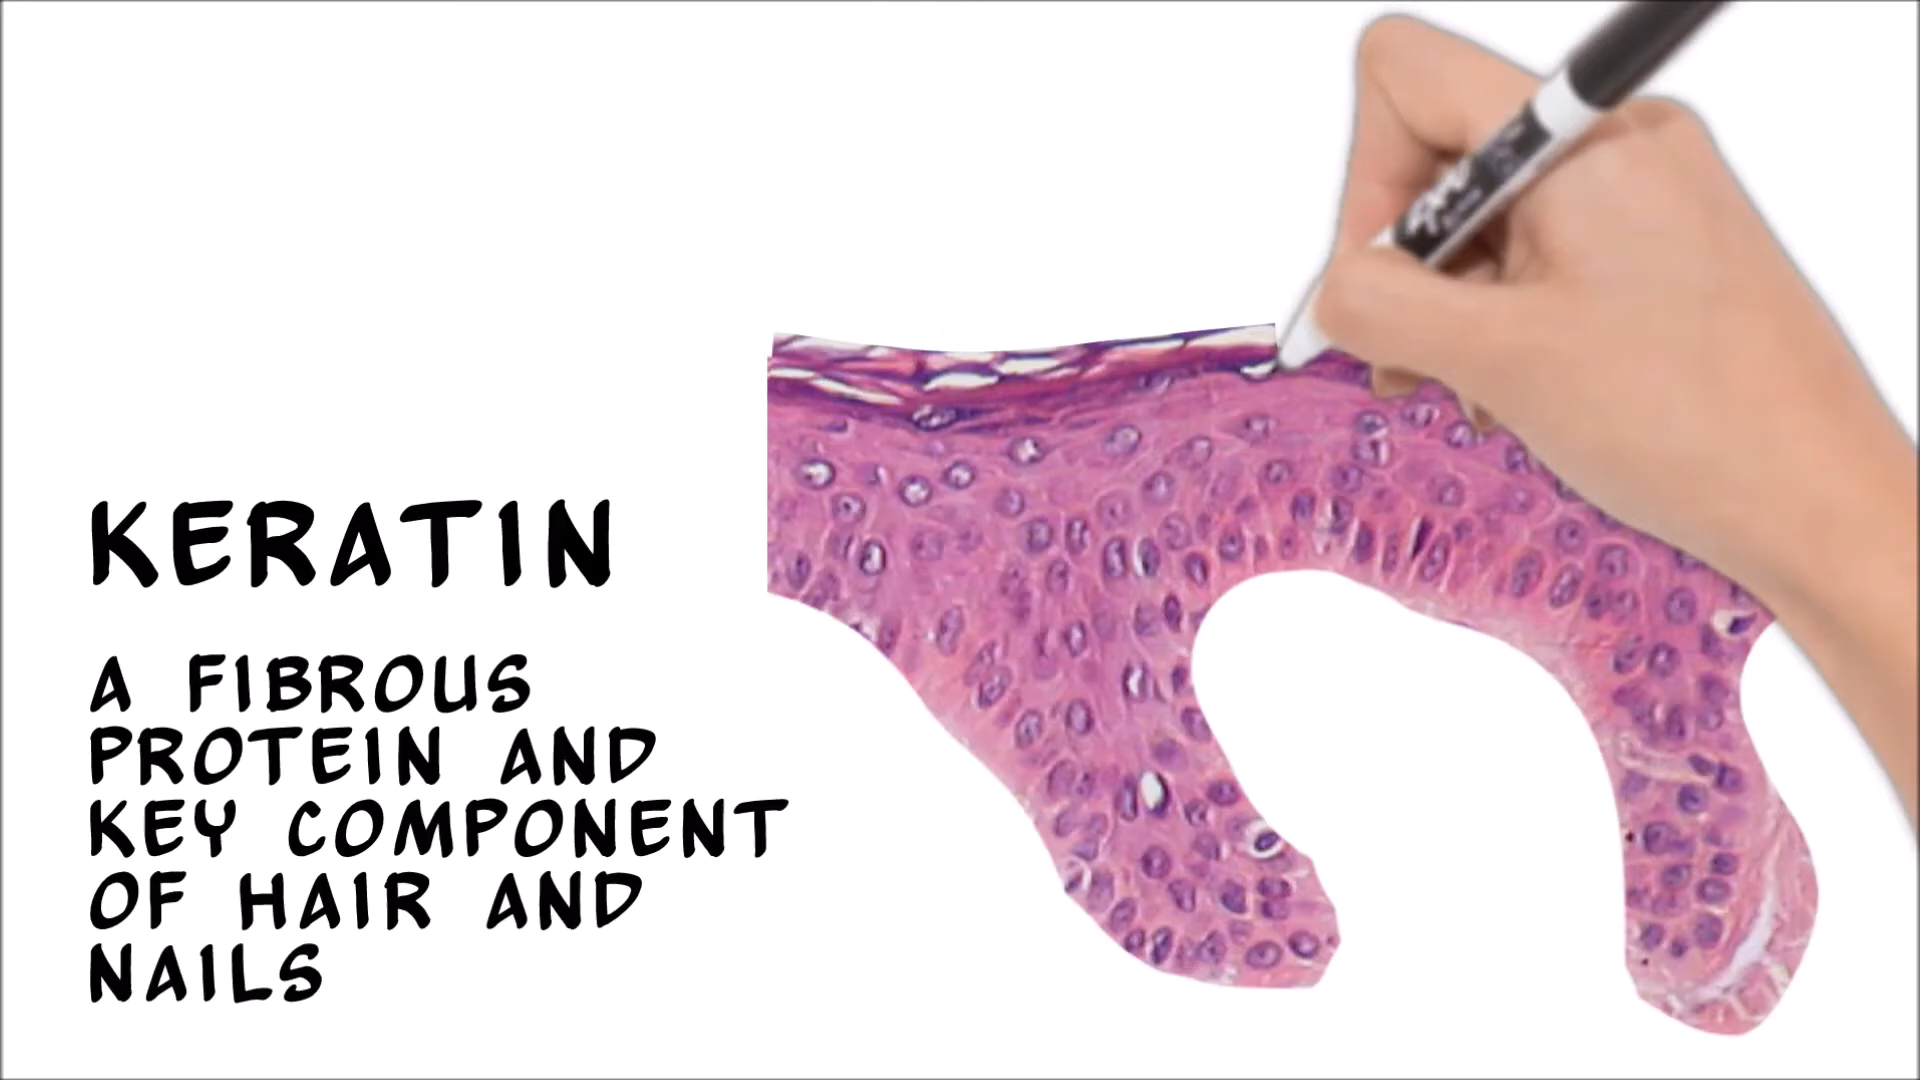 KERATIN
A FIBROUS
PROTEIN AND
KEY COMPONENT
OF HAIR AND
NAILS